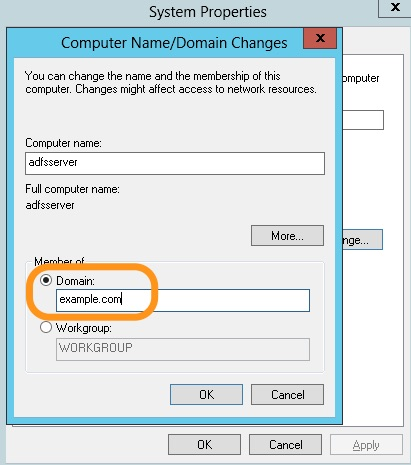 System Properties
x
Computer Name/Domain Changes
x
You can change the name and the membership of this
computer. Changes might affect access to network resources.
omputer
Computer name:
adfsserver
Full computer name:
adfsserver
More...
nge...
Member of
Domain:
example.com
Workgroup:
WORKGROUP
OK
Cancel
OK
Cancel
Apply